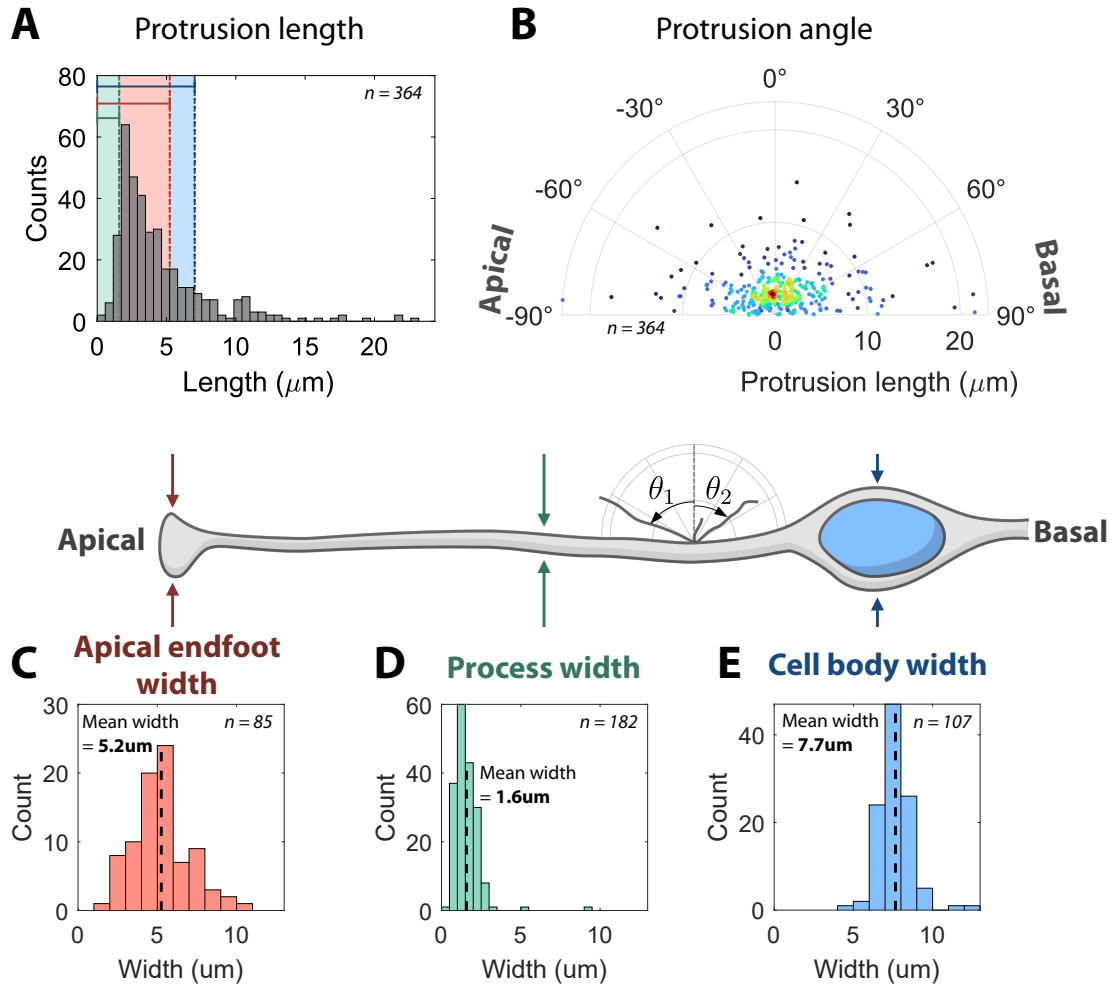 A
Protrusion length
80
60
40
20
0
Counts
n = 364
0 5 10 15 20
Length (μm)
B
Protrusion angle
0°
-30° 30°
-60° 60°
-90° 90°
Apical
Basal
n = 364
0 10 20
Protrusion length (μm)
θ1 θ2
Apical
Basal
C
Apical endfoot
width
30
20
10
0
Count
Mean width
= 5.2um
n = 85
0 5 10
Width (um)
D
Process width
60
40
20
0
Count
n = 182
Mean width
= 1.6um
0 5 10
Width (um)
E
Cell body width
40
20
0
Count
Mean width
= 7.7um
n = 107
0 5 10
Width (um)